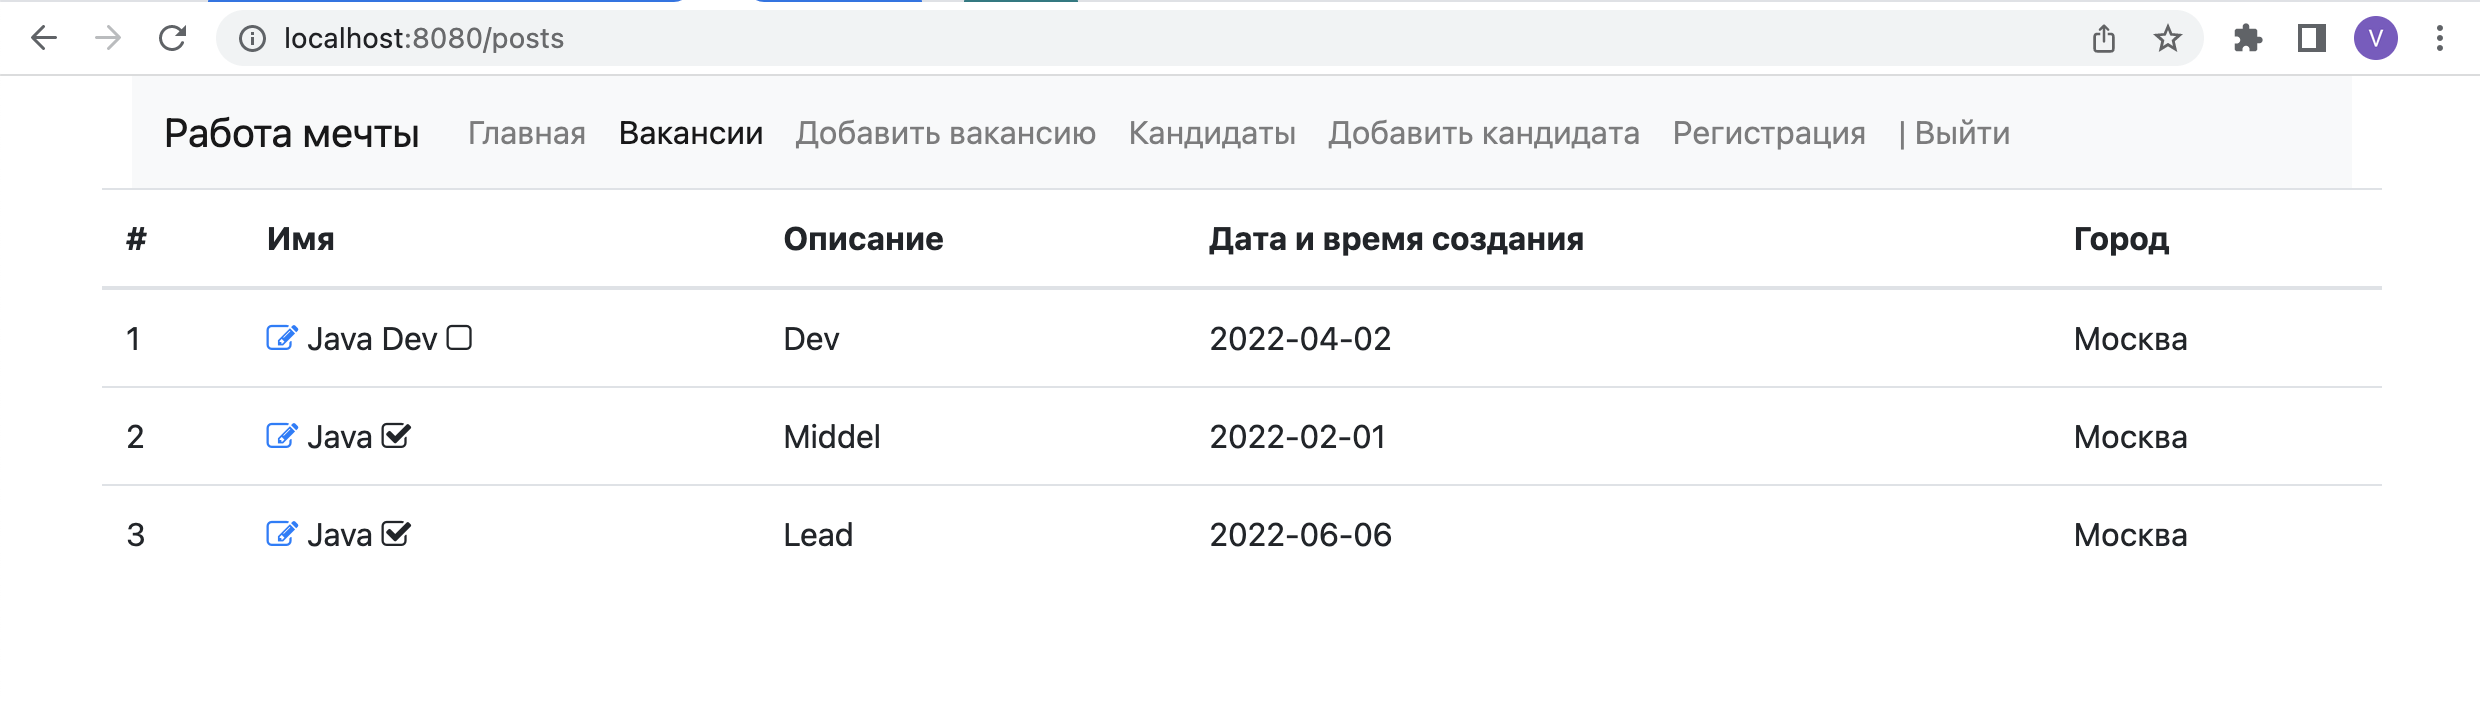 localhost:8080/posts
V
Работа мечты Главная Вакансии Добавить вакансию Кандидаты Добавить кандидата Регистрация | Выйти
# Имя Описание Дата и время создания Город
1 Java Dev Dev 2022-04-02 Москва
2 Java Middel 2022-02-01 Москва
3 Java Lead 2022-06-06 Москва